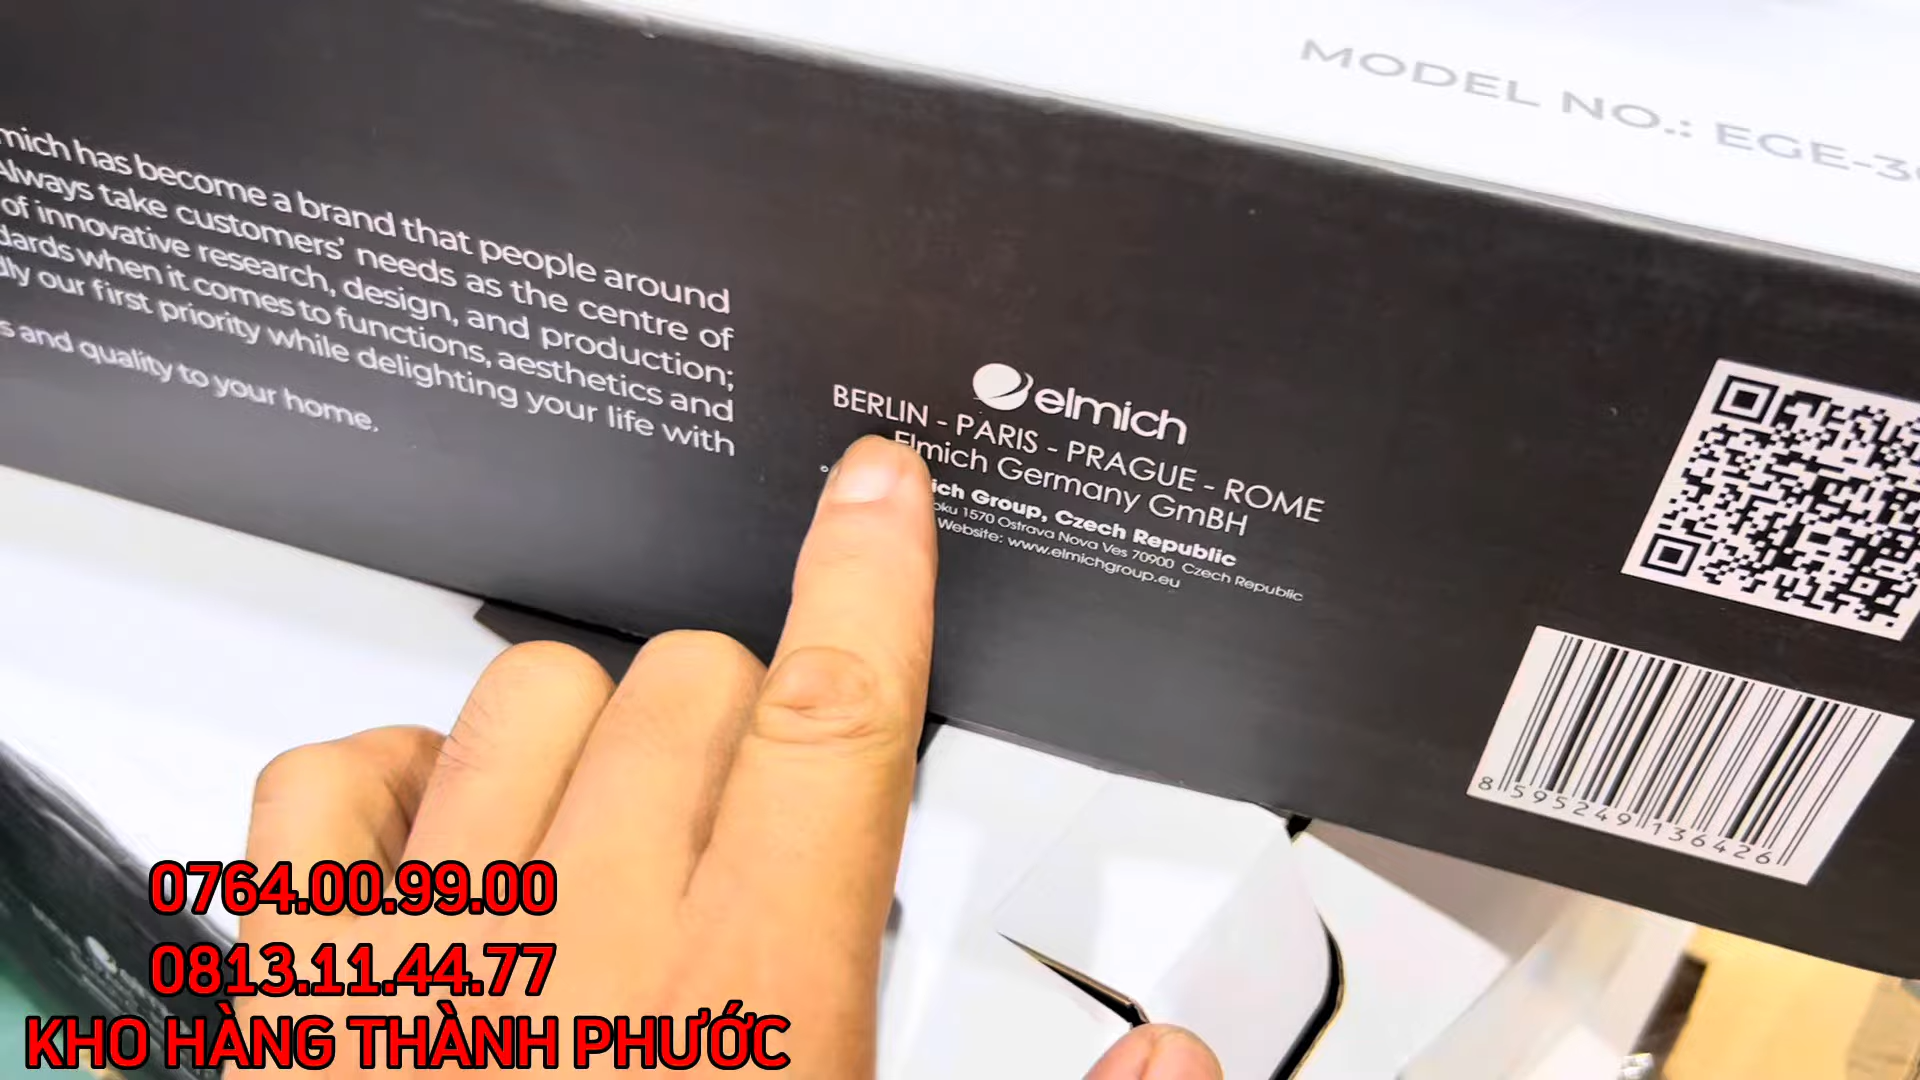 MODEL NO.: EGE-3
mich has become a brand that people around
Always take customers' needs as the centre of
of innovative research, design, and production;
dards when it comes to functions, aesthetics and
dly our first priority while delighting your life with
s and quality to your home.
elmich
BERLIN - PARIS - PRAGUE - ROME
Elmich Germany GmBH
ich Group, Czech Republic
oku 1570 Ostrava Nova Ves 70900 Czech Republic
Website: www.elmichgroup.eu
8595249136426
0764.00.99.00
0813.11.44.77
KHO HÀNG THÀNH PHƯỚC